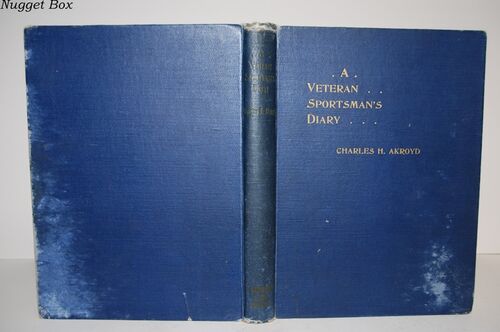 Nugget Box
. A .
VETERAN . .
SPORTSMAN'S
DIARY . . .
CHARLES H. AKROYD